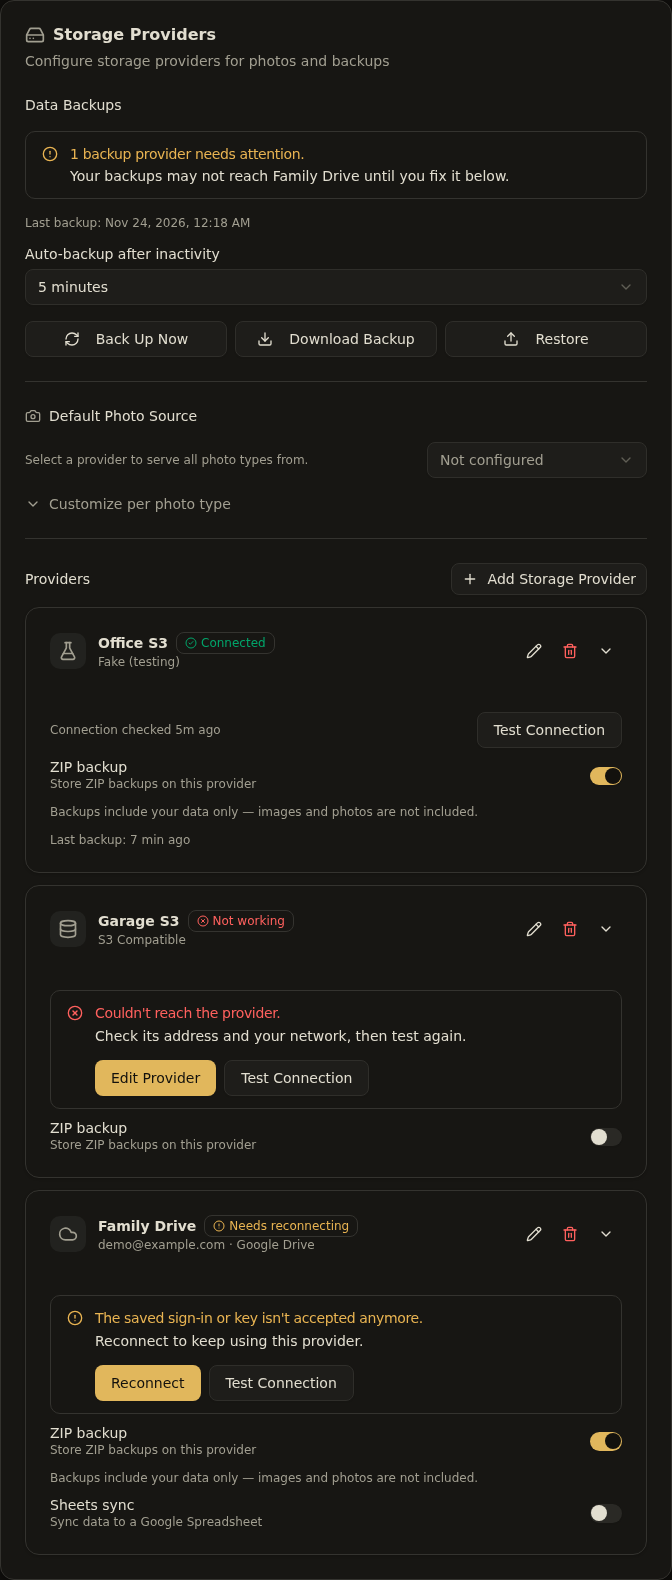 Storage Providers
Configure storage providers for photos and backups
Data Backups
1 backup provider needs attention.
Your backups may not reach Family Drive until you fix it below.
Last backup: Nov 24, 2026, 12:18 AM
Auto-backup after inactivity
5 minutes
Back Up Now
Download Backup
Restore
Default Photo Source
Select a provider to serve all photo types from.
Not configured
Customize per photo type
Providers
Add Storage Provider
Office S3
Connected
Fake (testing)
Connection checked 5m ago
Test Connection
ZIP backup
Store ZIP backups on this provider
Backups include your data only — images and photos are not included.
Last backup: 7 min ago
Garage S3
Not working
S3 Compatible
Couldn't reach the provider.
Check its address and your network, then test again.
Edit Provider
Test Connection
ZIP backup
Store ZIP backups on this provider
Family Drive
Needs reconnecting
demo@example.com · Google Drive
The saved sign-in or key isn't accepted anymore.
Reconnect to keep using this provider.
Reconnect
Test Connection
ZIP backup
Store ZIP backups on this provider
Backups include your data only — images and photos are not included.
Sheets sync
Sync data to a Google Spreadsheet